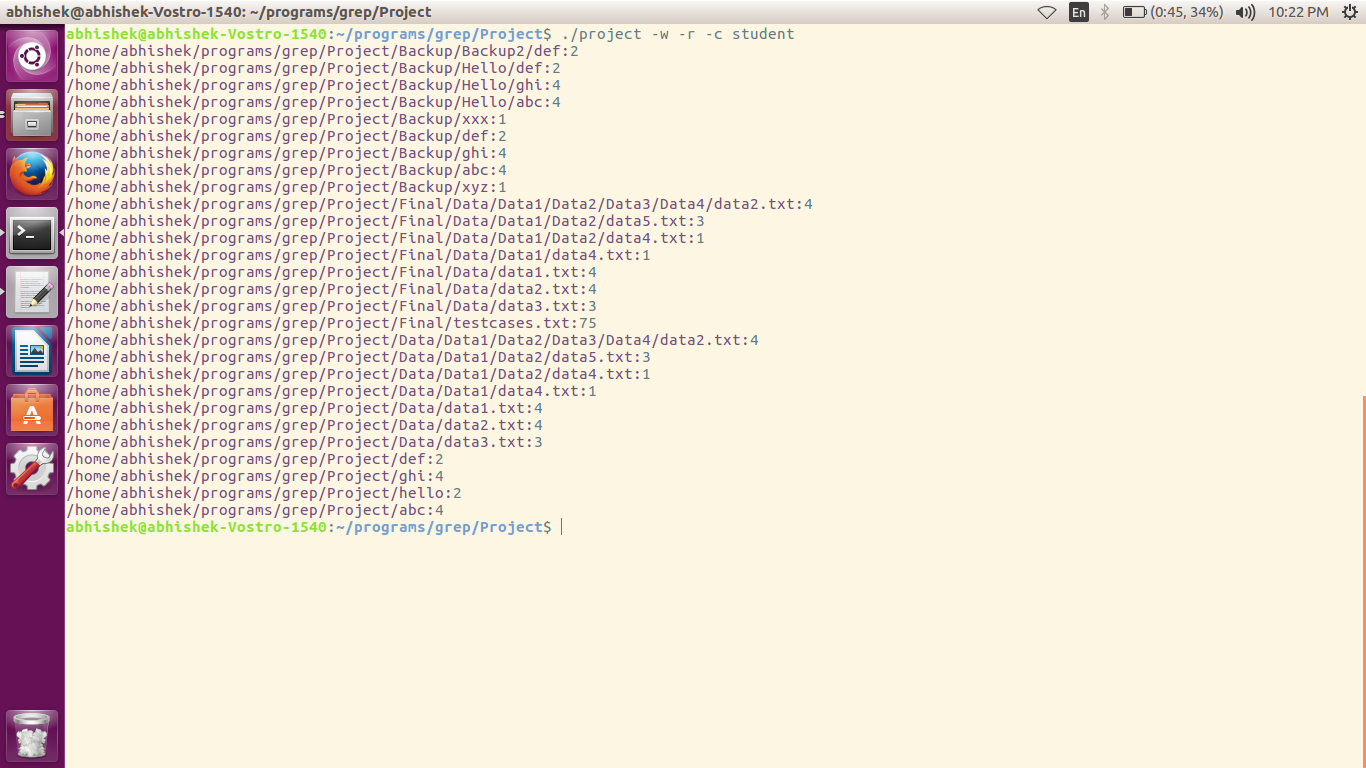 abhishek@abhishek-Vostro-1540: ~/programs/grep/Project En (0:45, 34%) 10:22 PM
abhishek@abhishek-Vostro-1540:~/programs/grep/Project$ ./project -w -r -c student
/home/abhishek/programs/grep/Project/Backup/Backup2/def:2
/home/abhishek/programs/grep/Project/Backup/Hello/def:2
/home/abhishek/programs/grep/Project/Backup/Hello/ghi:4
/home/abhishek/programs/grep/Project/Backup/Hello/abc:4
/home/abhishek/programs/grep/Project/Backup/xxx:1
/home/abhishek/programs/grep/Project/Backup/def:2
/home/abhishek/programs/grep/Project/Backup/ghi:4
/home/abhishek/programs/grep/Project/Backup/abc:4
/home/abhishek/programs/grep/Project/Backup/xyz:1
/home/abhishek/programs/grep/Project/Final/Data/Data1/Data2/Data3/Data4/data2.txt:4
/home/abhishek/programs/grep/Project/Final/Data/Data1/Data2/data5.txt:3
/home/abhishek/programs/grep/Project/Final/Data/Data1/Data2/data4.txt:1
/home/abhishek/programs/grep/Project/Final/Data/Data1/data4.txt:1
/home/abhishek/programs/grep/Project/Final/Data/data1.txt:4
/home/abhishek/programs/grep/Project/Final/Data/data2.txt:4
/home/abhishek/programs/grep/Project/Final/Data/data3.txt:3
/home/abhishek/programs/grep/Project/Final/testcases.txt:75
/home/abhishek/programs/grep/Project/Data/Data1/Data2/Data3/Data4/data2.txt:4
/home/abhishek/programs/grep/Project/Data/Data1/Data2/data5.txt:3
/home/abhishek/programs/grep/Project/Data/Data1/Data2/data4.txt:1
/home/abhishek/programs/grep/Project/Data/Data1/data4.txt:1
/home/abhishek/programs/grep/Project/Data/data1.txt:4
/home/abhishek/programs/grep/Project/Data/data2.txt:4
/home/abhishek/programs/grep/Project/Data/data3.txt:3
/home/abhishek/programs/grep/Project/def:2
/home/abhishek/programs/grep/Project/ghi:4
/home/abhishek/programs/grep/Project/hello:2
/home/abhishek/programs/grep/Project/abc:4
abhishek@abhishek-Vostro-1540:~/programs/grep/Project$